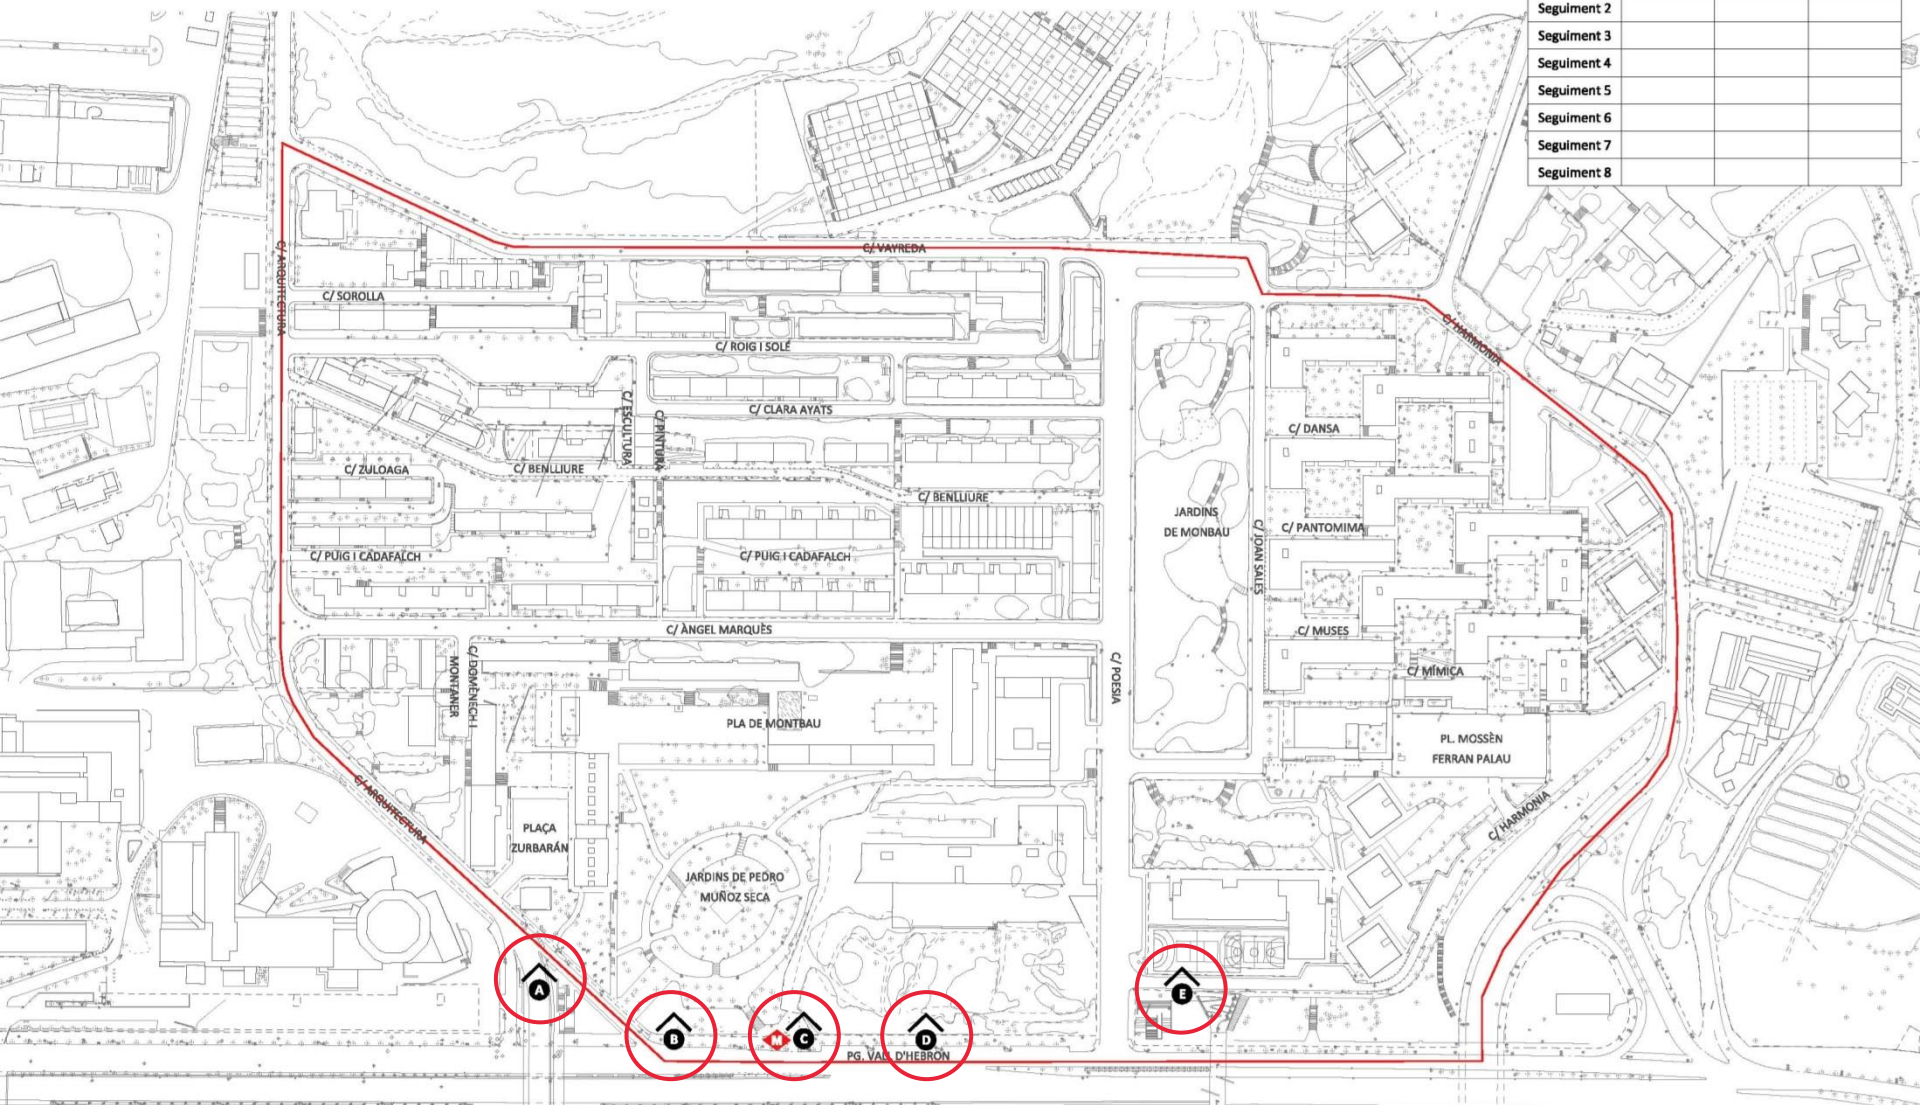 Seguiment 2
Seguiment 3
Seguiment 4
Seguiment 5
Seguiment 6
Seguiment 7
Seguiment 8
C/ VAYREDA
C/ ARQUITECTURA
C/ SOROLLA
C/ HARMONIA
C/ ROIG I SOLÉ
C/ CLARA AYATS
C/ ESCULTURA
C/ PINTURA
C/ DANSA
C/ ZULOAGA
C/ BENLLIURE
C/ BENLLIURE
JARDINS
DE MONBAU
C/ JOAN SALES
C/ PANTOMIMA
C/ PUIG I CADAFALCH
C/ PUIG I CADAFALCH
C/ ÀNGEL MARQUÈS
C/ MUSES
C/ MÍMICA
C/ DOMÈNECH I
MONTANER
C/ POESIA
PLA DE MONTBAU
PL. MOSSÈN
FERRAN PALAU
C/ ARQUITECTURA
C/ HARMONIA
PLAÇA
ZURBARÁN
JARDINS DE PEDRO
MUÑOZ SECA
A
B
M
C
D
E
PG. VALL D'HEBRON